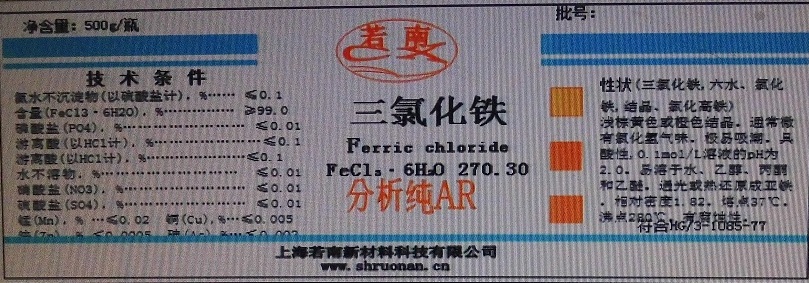 净含量: 500g/瓶
批号:
若南
技术条件
氨水不沉淀物(以硫酸盐计), %…… ≤0.1
含量(FeCl3·6H2O), %………… ≥99.0
磷酸盐(PO4), %………………… ≤0.01
游离酸(以HCl计), %………… ≤0.1
游离酸(以HCl计), %………… ≤0.1
水不溶物, %…………………… ≤0.01
硝酸盐(NO3), %……………… ≤0.01
硫酸盐(SO4), %……………… ≤0.01
锰(Mn), % …≤0.02 铜(Cu), %…≤0.005
三氯化铁
Ferric chloride
FeCl₃·6H₂O 270.30
分析纯AR
性状(三氯化铁, 六水、氯化
铁, 结晶、氯化高铁)
浅棕黄色或橙色结晶。通常微
有氯化氢气味。极易吸潮。具
酸性, 0.1mol/L溶液的pH为
2.0。易溶于水、乙醇、丙酮
和乙醚。遇光或热还原成亚铁
。相对密度1.82。熔点37℃.
沸点280℃。有腐蚀性。
符合HG/3-1085-77
上海若南新材料科技有限公司
www.shruonan.cn